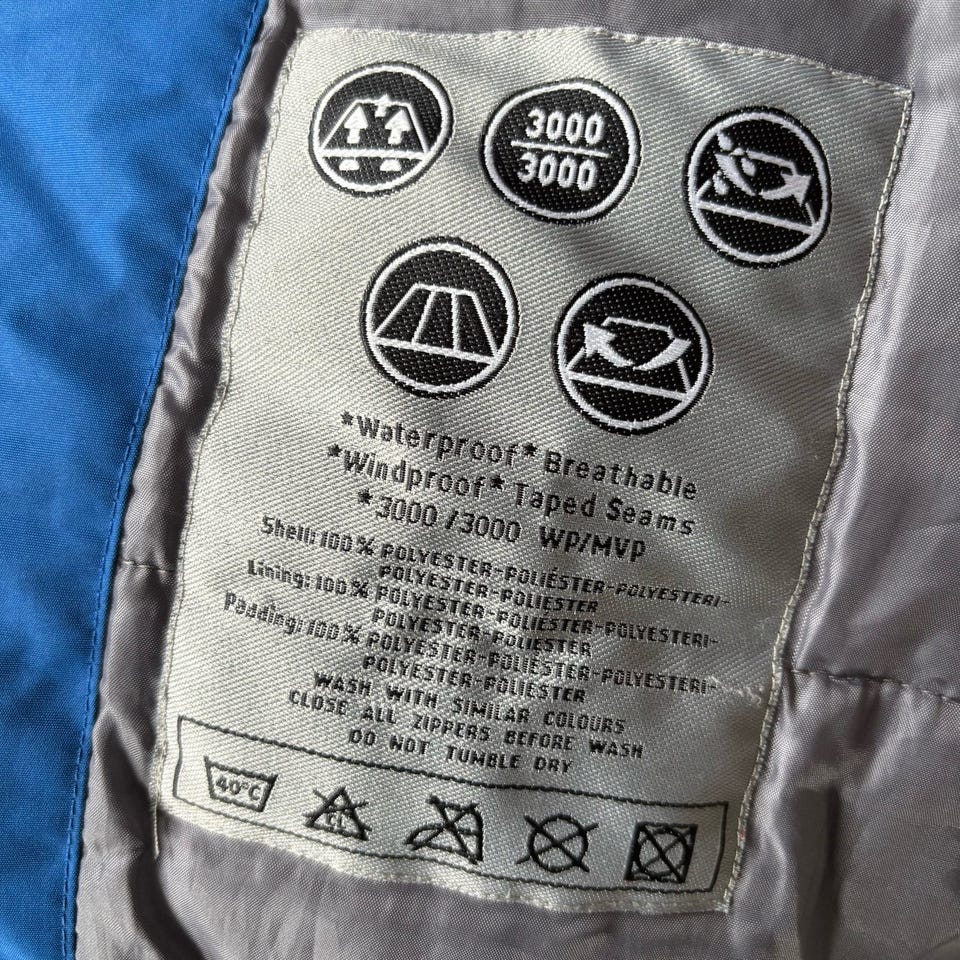 3000
3000
*Waterproof* Breathable
*Windproof* Taped Seams
*3000 /3000 WP/MVP
Shell: 100% POLYESTER-POLIÉSTER-POLYESTERI-
POLYESTER-POLIESTER
Lining: 100% POLYESTER-POLIESTER-POLYESTERI-
POLYESTER-POLIESTER
Padding: 100% POLYESTER-POLIÉSTER-POLYESTERI-
POLYESTER-POLIESTER
WASH WITH SIMILAR COLOURS
CLOSE ALL ZIPPERS BEFORE WASH
DO NOT TUMBLE DRY
40°C
CL